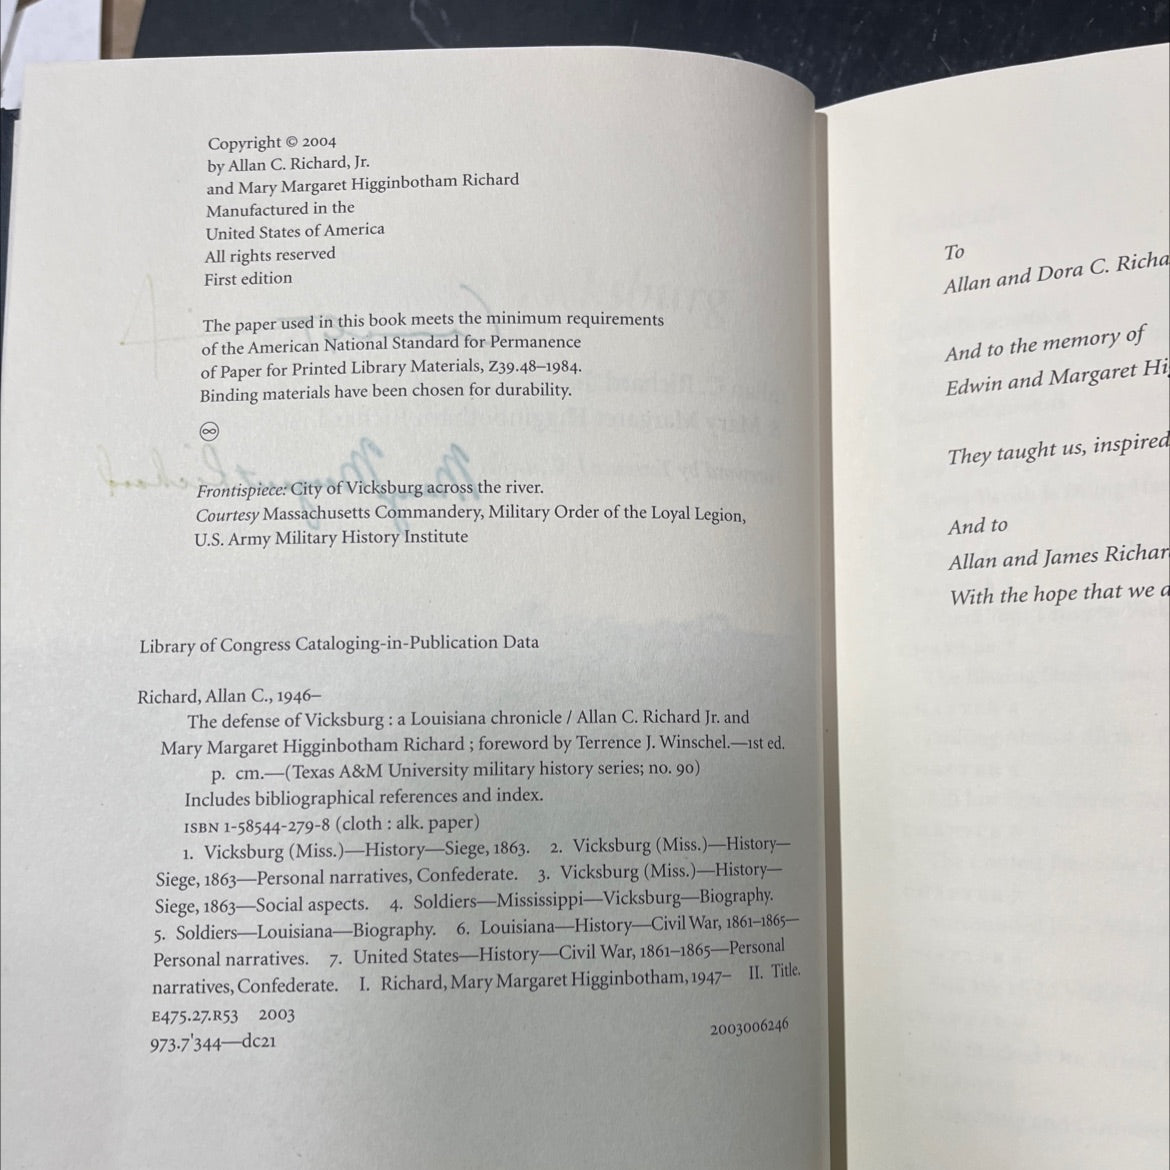 Copyright © 2004
by Allan C. Richard, Jr.
and Mary Margaret Higginbotham Richard
Manufactured in the
United States of America
All rights reserved
First edition
The paper used in this book meets the minimum requirements
of the American National Standard for Permanence
of Paper for Printed Library Materials, Z39.48–1984.
Binding materials have been chosen for durability.
♾
Frontispiece: City of Vicksburg across the river.
Courtesy Massachusetts Commandery, Military Order of the Loyal Legion,
U.S. Army Military History Institute
Library of Congress Cataloging-in-Publication Data
Richard, Allan C., 1946–
The defense of Vicksburg : a Louisiana chronicle / Allan C. Richard Jr. and
Mary Margaret Higginbotham Richard ; foreword by Terrence J. Winschel.—1st ed.
p. cm.—(Texas A&M University military history series; no. 90)
Includes bibliographical references and index.
ISBN 1-58544-279-8 (cloth : alk. paper)
1. Vicksburg (Miss.)—History—Siege, 1863. 2. Vicksburg (Miss.)—History—
Siege, 1863—Personal narratives, Confederate. 3. Vicksburg (Miss.)—History—
Siege, 1863—Social aspects. 4. Soldiers—Mississippi—Vicksburg—Biography.
5. Soldiers—Louisiana—Biography. 6. Louisiana—History—Civil War, 1861–1865—
Personal narratives. 7. United States—History—Civil War, 1861–1865—Personal
narratives, Confederate. I. Richard, Mary Margaret Higginbotham, 1947– II. Title.
E475.27.R53 2003
973.7'344—dc21 2003006246
To
Allan and Dora C. Richa
And to the memory of
Edwin and Margaret Hi
They taught us, inspired
And to
Allan and James Richar
With the hope that we a